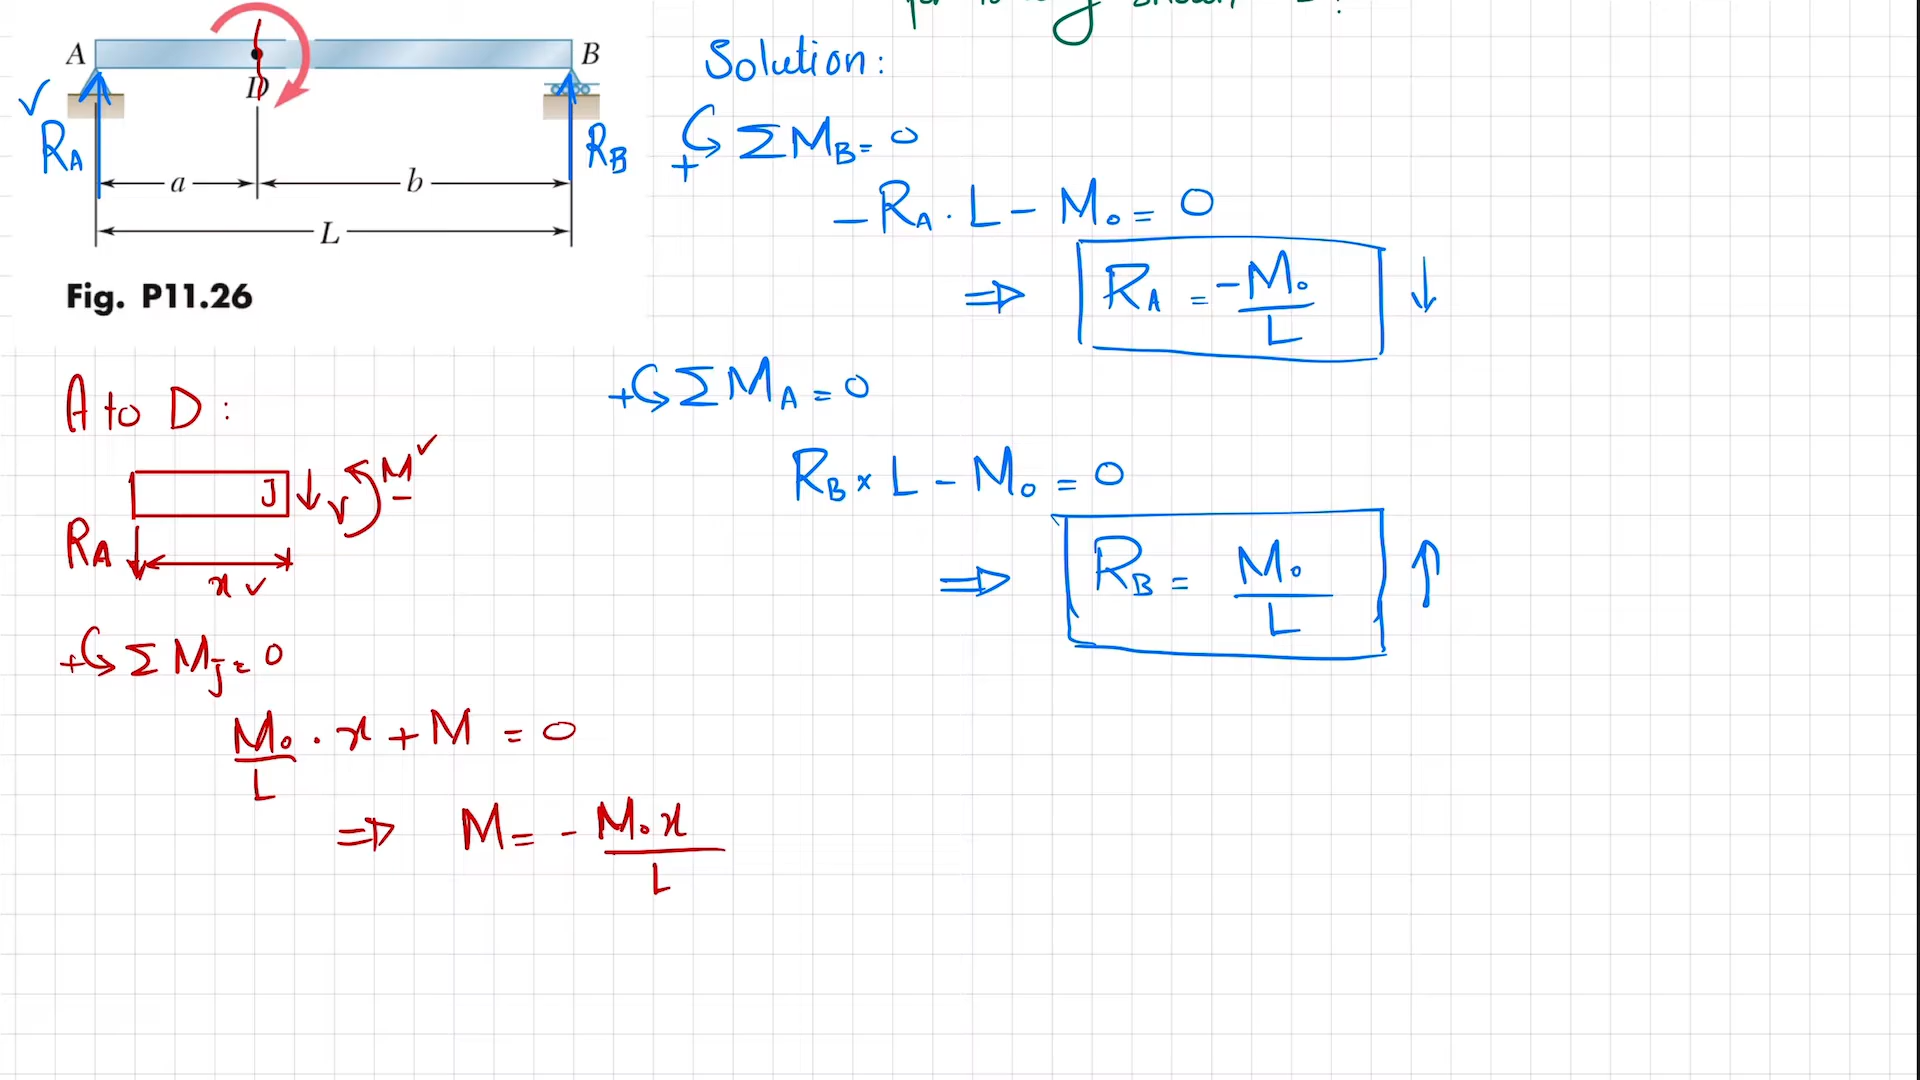 Solution:
A
B
D
R_A
R_B
a
b
L
Fig. P11.26
+ ΣM_B = 0
-R_A · L - M₀ = 0
⇒ R_A = -M₀/L ↓
+ ΣM_A = 0
R_B × L - M₀ = 0
⇒ R_B = M₀/L ↑
A to D:
J
V
M
R_A
x
+ ΣM_J = 0
M₀/L · x + M = 0
⇒ M = - M₀x/L